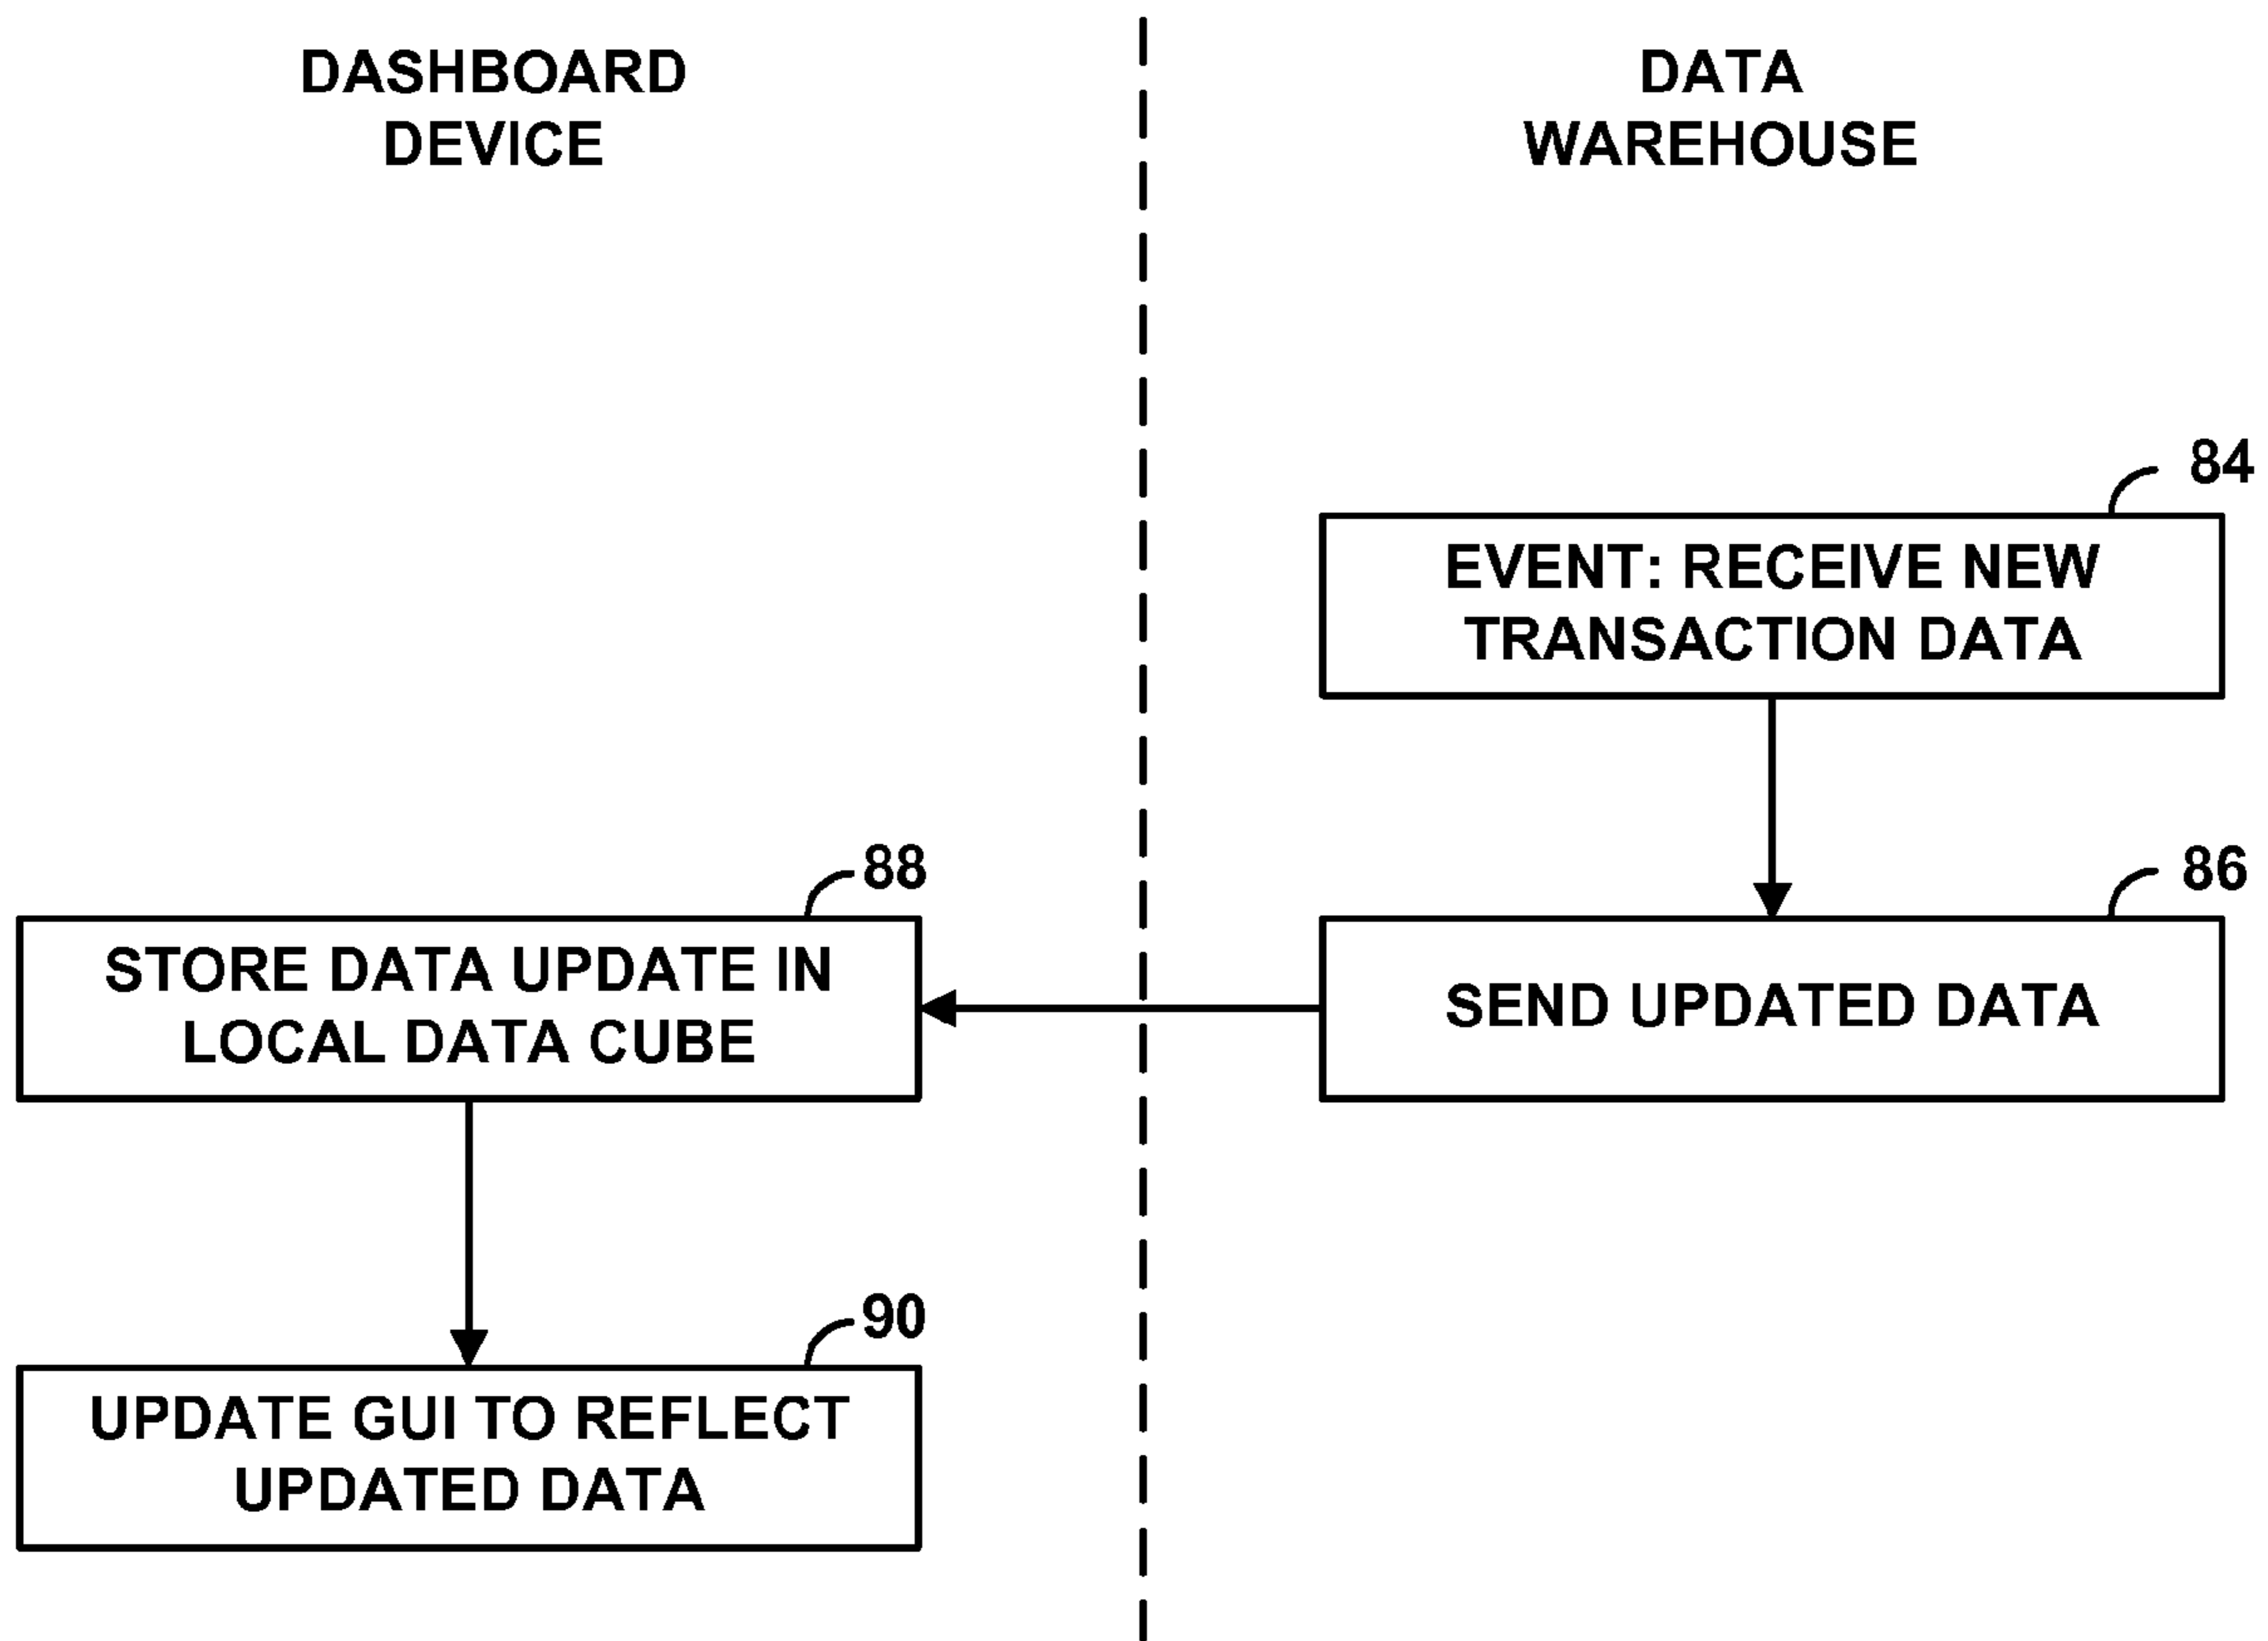 DASHBOARD
DEVICE
DATA
WAREHOUSE
84
EVENT: RECEIVE NEW
TRANSACTION DATA
86
SEND UPDATED DATA
88
STORE DATA UPDATE IN
LOCAL DATA CUBE
90
UPDATE GUI TO REFLECT
UPDATED DATA